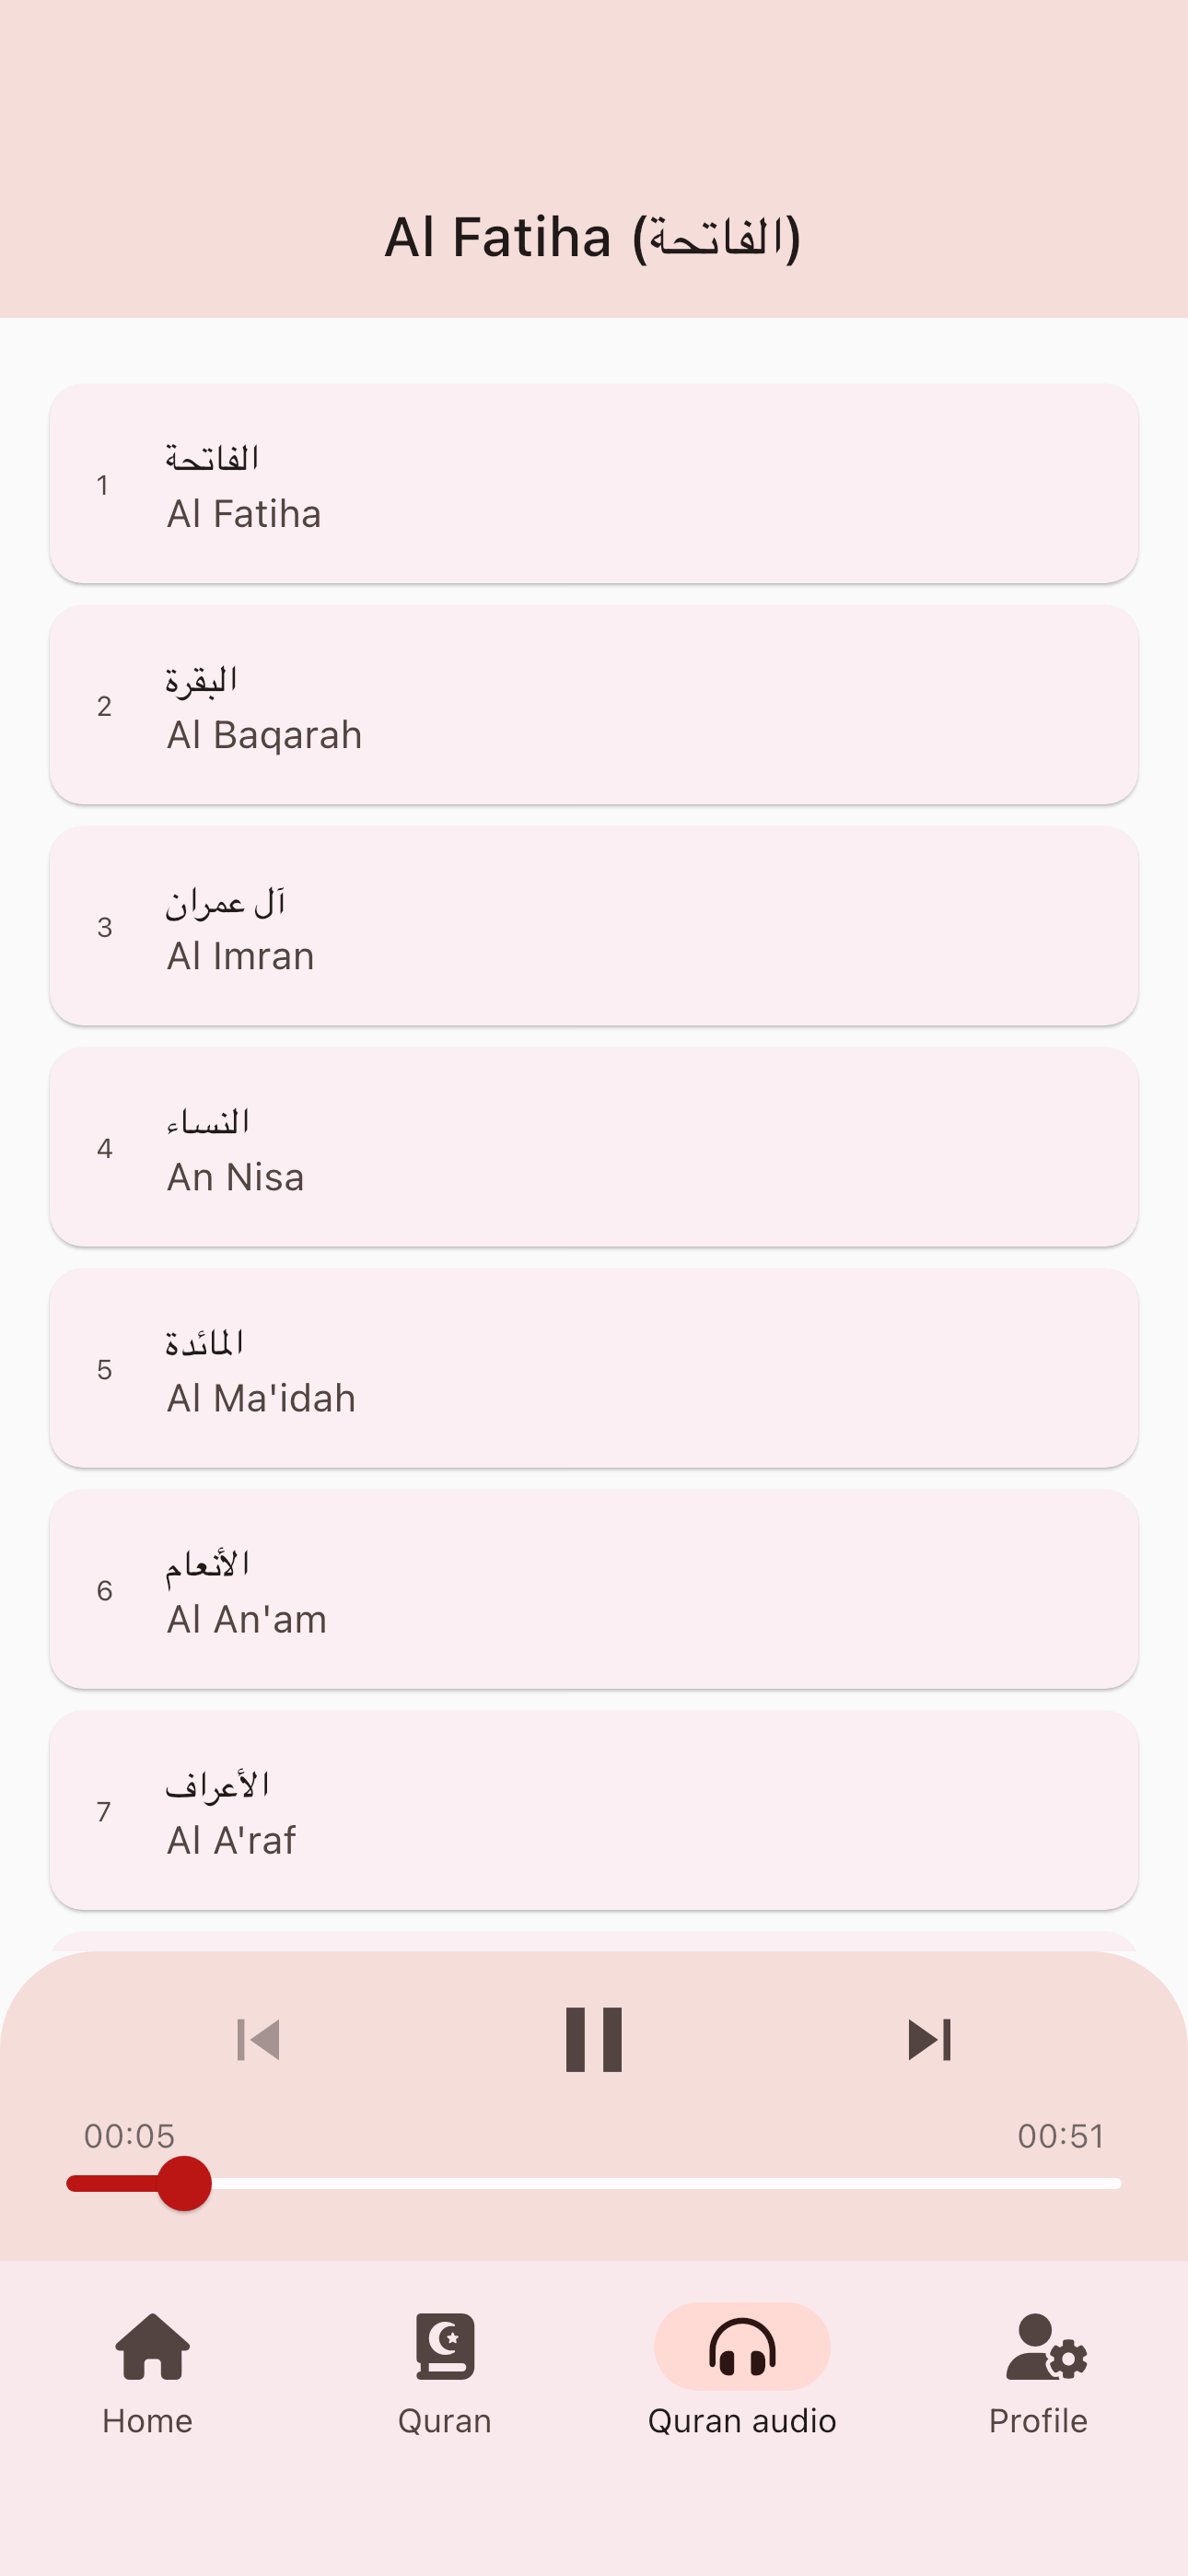 Al Fatiha (الفاتحة)
1
الفاتحة
Al Fatiha
2
البقرة
Al Baqarah
3
آل عمران
Al Imran
4
النساء
An Nisa
5
المائدة
Al Ma'idah
6
الأنعام
Al An'am
7
الأعراف
Al A'raf
00:05 00:51
Home Quran Quran audio Profile